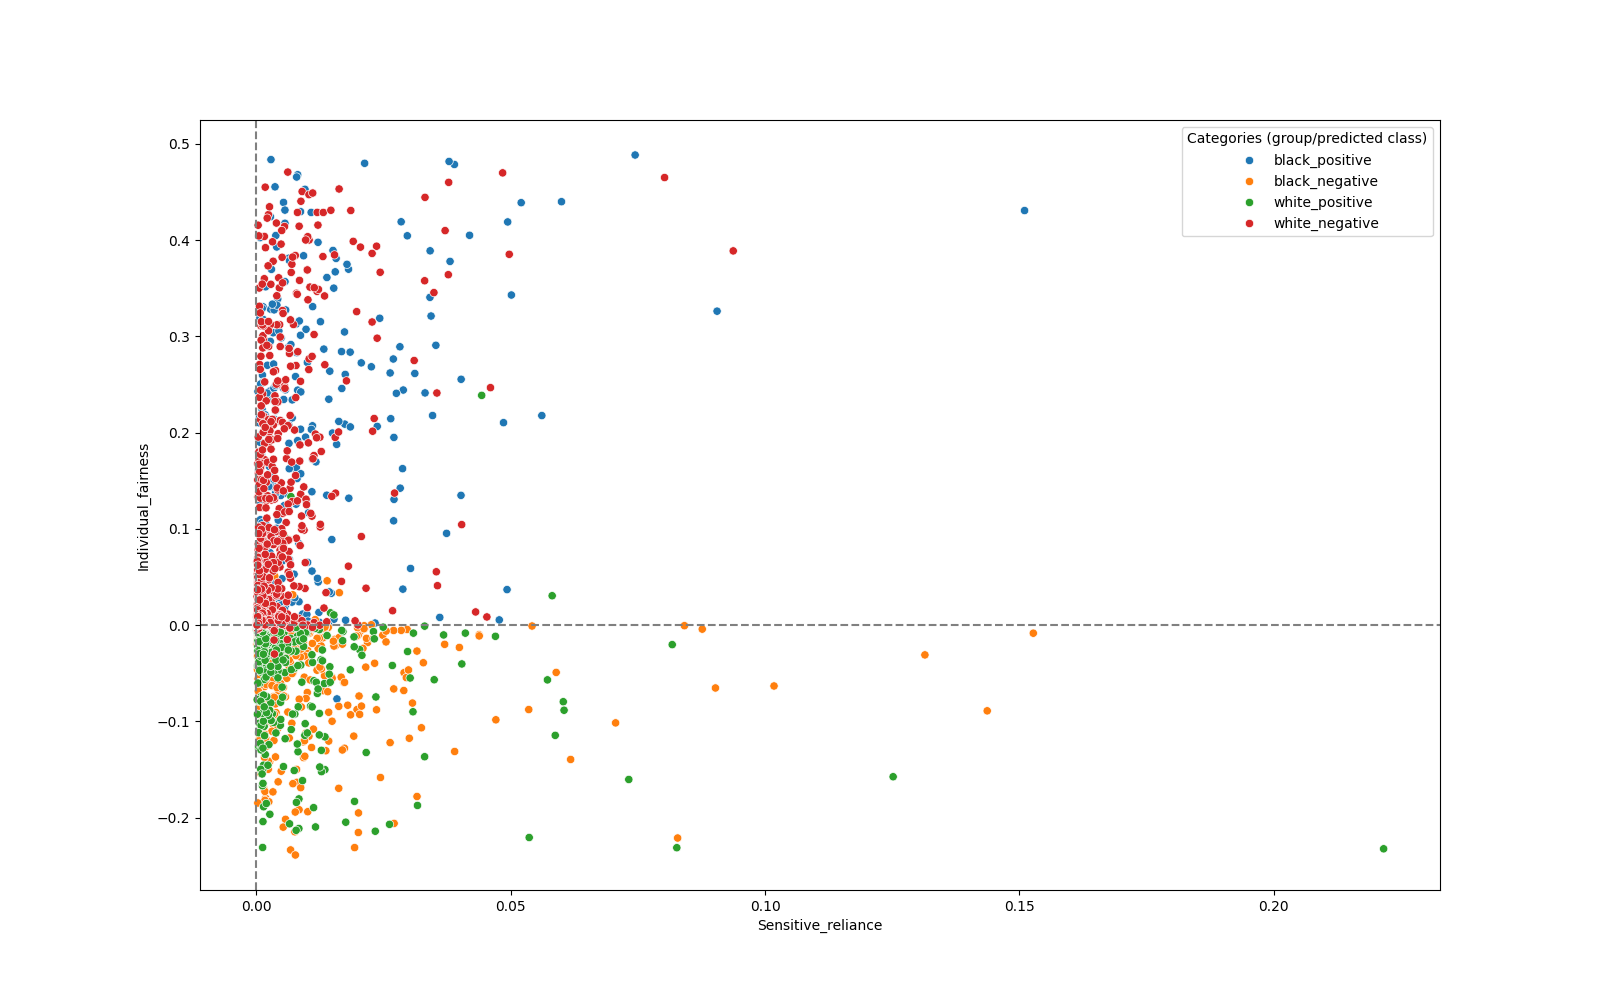 Categories (group/predicted class)
black_positive
black_negative
white_positive
white_negative
0.5
0.4
0.3
0.2
0.1
0.0
−0.1
−0.2
Individual_fairness
0.00
0.05
0.10
0.15
0.20
Sensitive_reliance